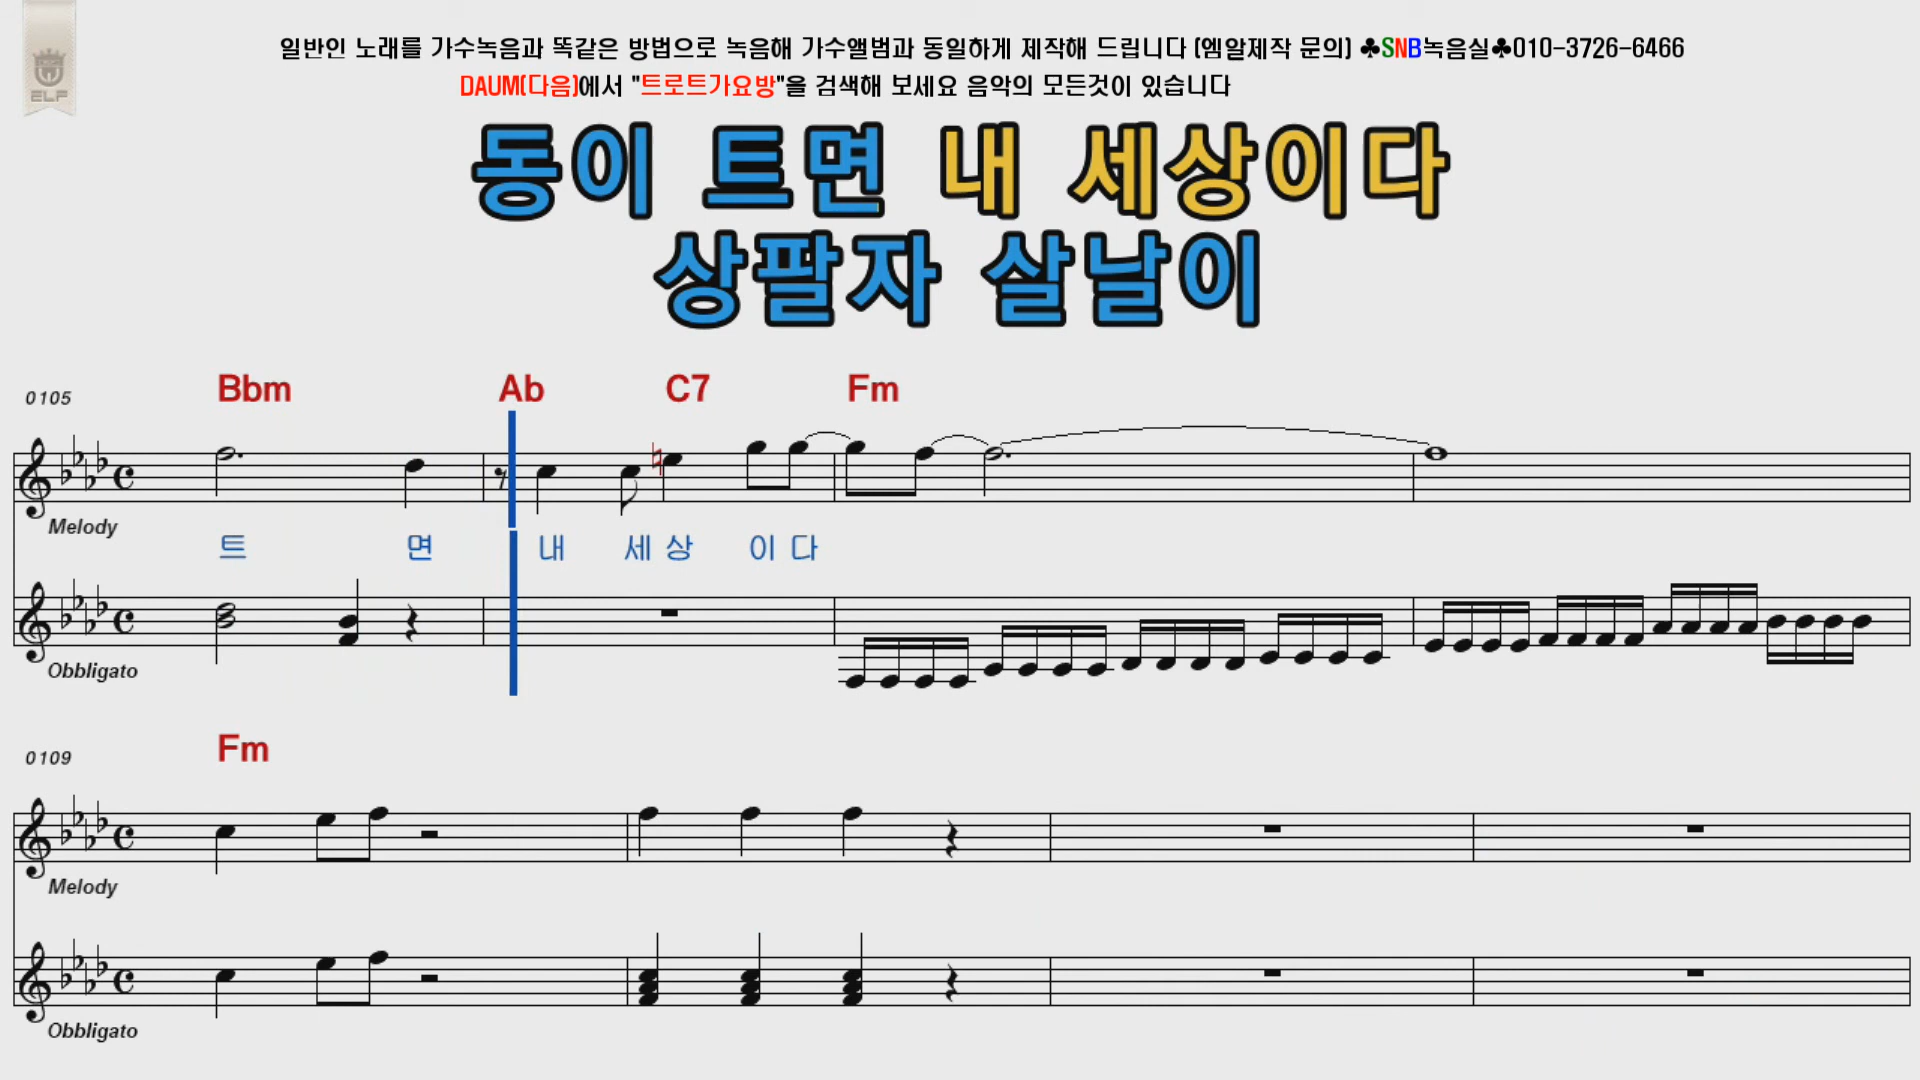 일반인 노래를 가수녹음과 똑같은 방법으로 녹음해 가수앨범과 동일하게 제작해 드립니다 (엠알제작 문의) ♣SNB녹음실♣010-3726-6466
DAUM(다음)에서 "트로트가요방"을 검색해 보세요 음악의 모든것이 있습니다
ELF
동이 트면 내 세상이다
상팔자 살날이
0105 Bbm Ab C7 Fm
Melody
트 면 내 세 상 이 다
Obbligato
0109 Fm
Melody
Obbligato